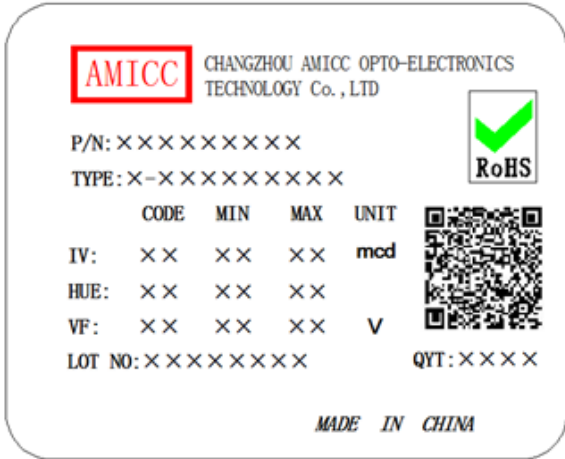 AMICC
CHANGZHOU AMICC OPTO-ELECTRONICS
TECHNOLOGY Co.,LTD
RoHS
P/N:×××××××××
TYPE:×-×××××××××
CODE MIN MAX UNIT
IV: ×× ×× ×× mcd
HUE: ×× ×× ××
VF: ×× ×× ×× V
LOT NO:×××××××× QYT:××××
MADE IN CHINA